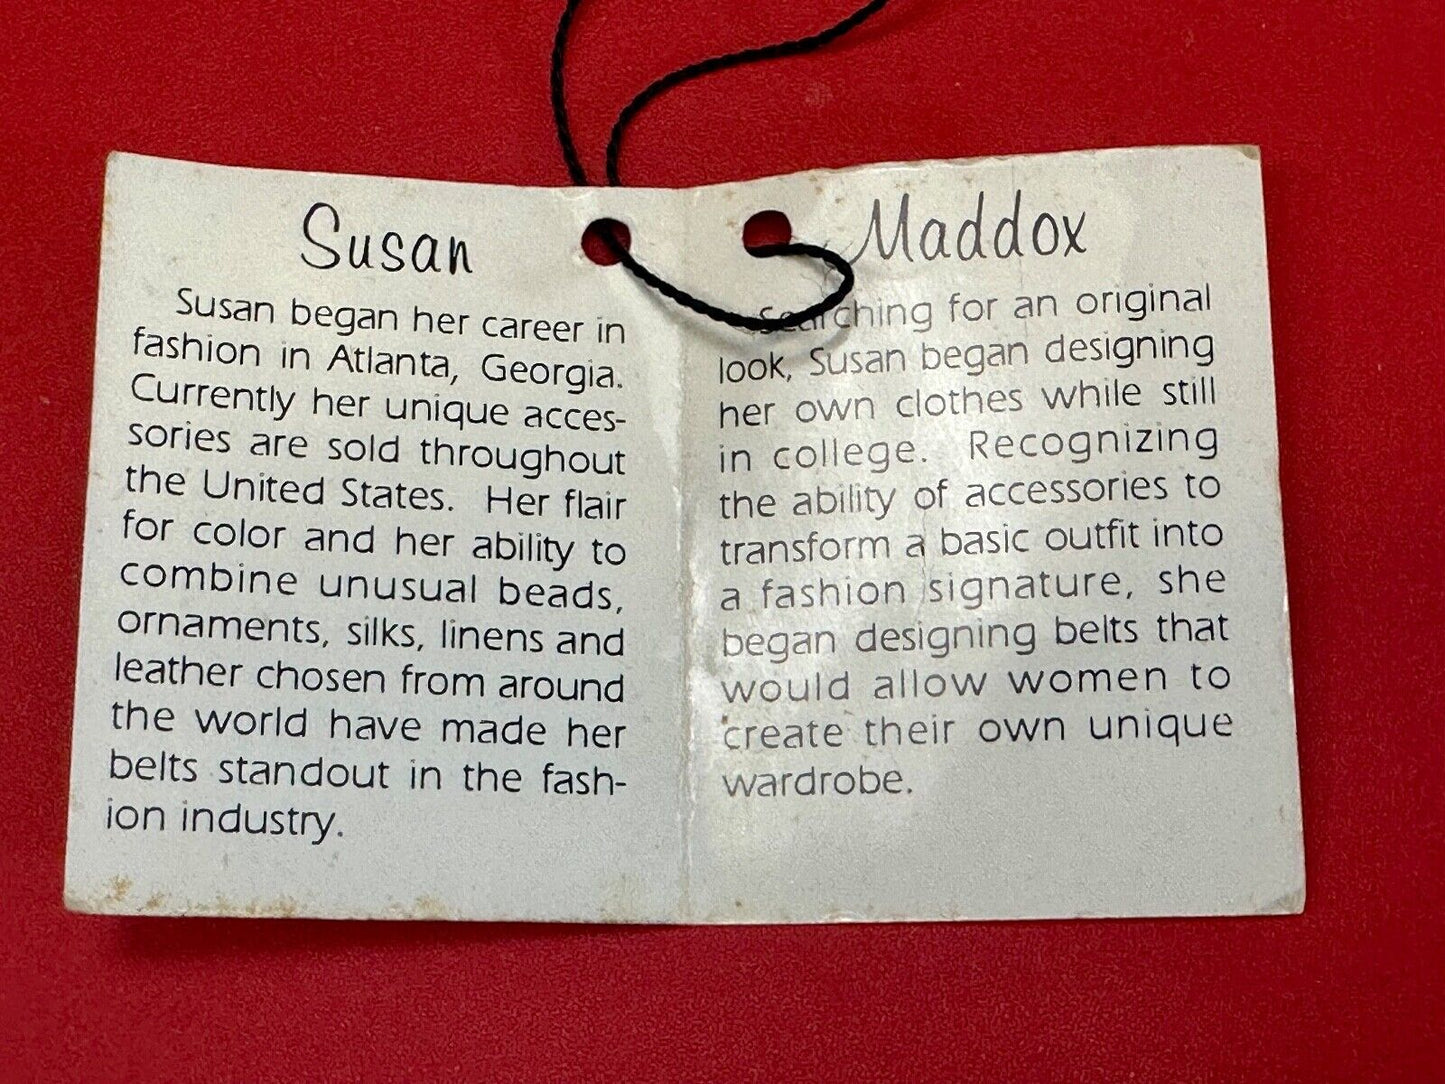 Susan
Susan began her career in
fashion in Atlanta, Georgia.
Currently her unique acces-
sories are sold throughout
the United States. Her flair
for color and her ability to
combine unusual beads,
ornaments, silks, linens and
leather chosen from around
the world have made her
belts standout in the fash-
ion industry.
Maddox
Searching for an original
look, Susan began designing
her own clothes while still
in college. Recognizing
the ability of accessories to
transform a basic outfit into
a fashion signature, she
began designing belts that
would allow women to
create their own unique
wardrobe.